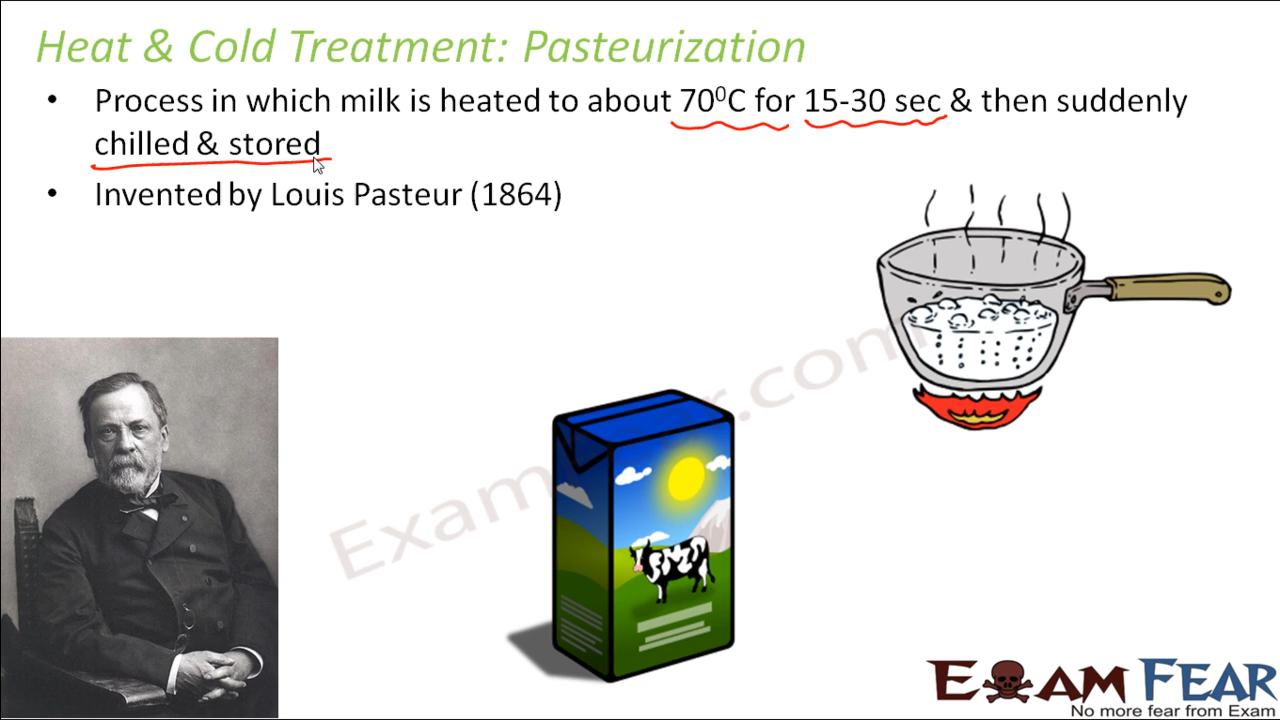 Heat & Cold Treatment: Pasteurization
• Process in which milk is heated to about 70⁰C for 15-30 sec & then suddenly
chilled & stored
• Invented by Louis Pasteur (1864)
ExamFear.com
EXAM FEAR
No more fear from Exam